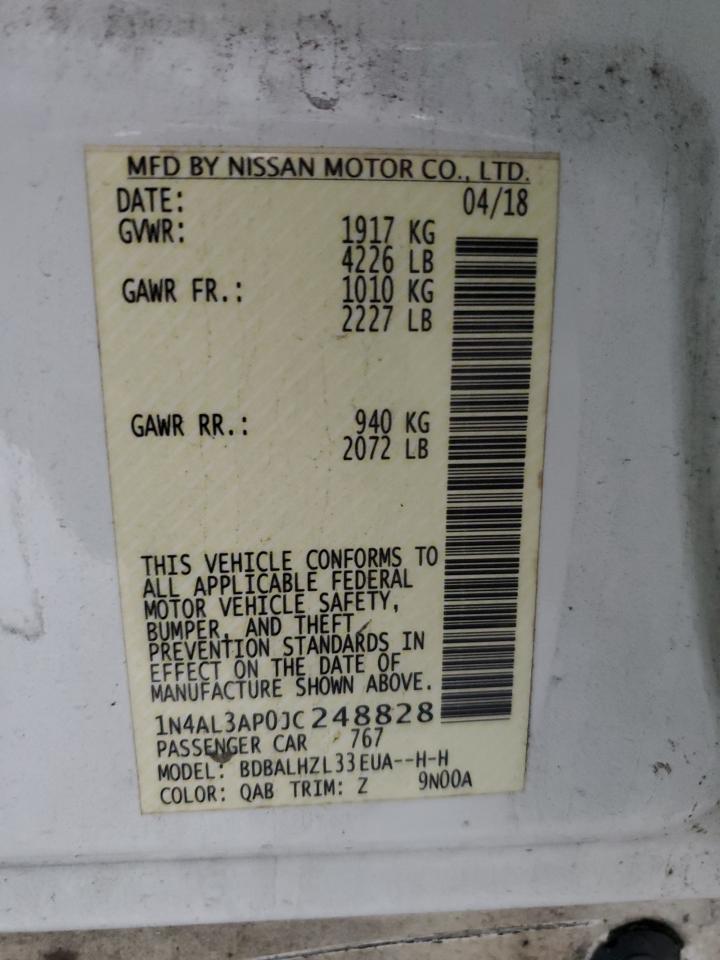 MFD BY NISSAN MOTOR CO., LTD.
DATE: 04/18
GVWR: 1917 KG
4226 LB
GAWR FR.: 1010 KG
2227 LB
GAWR RR.: 940 KG
2072 LB
THIS VEHICLE CONFORMS TO
ALL APPLICABLE FEDERAL
MOTOR VEHICLE SAFETY,
BUMPER, AND THEFT
PREVENTION STANDARDS IN
EFFECT ON THE DATE OF
MANUFACTURE SHOWN ABOVE.
1N4AL3AP0JC248828
PASSENGER CAR 767
MODEL: BDBALHZL33EUA--H-H
COLOR: QAB TRIM: Z 9N00A